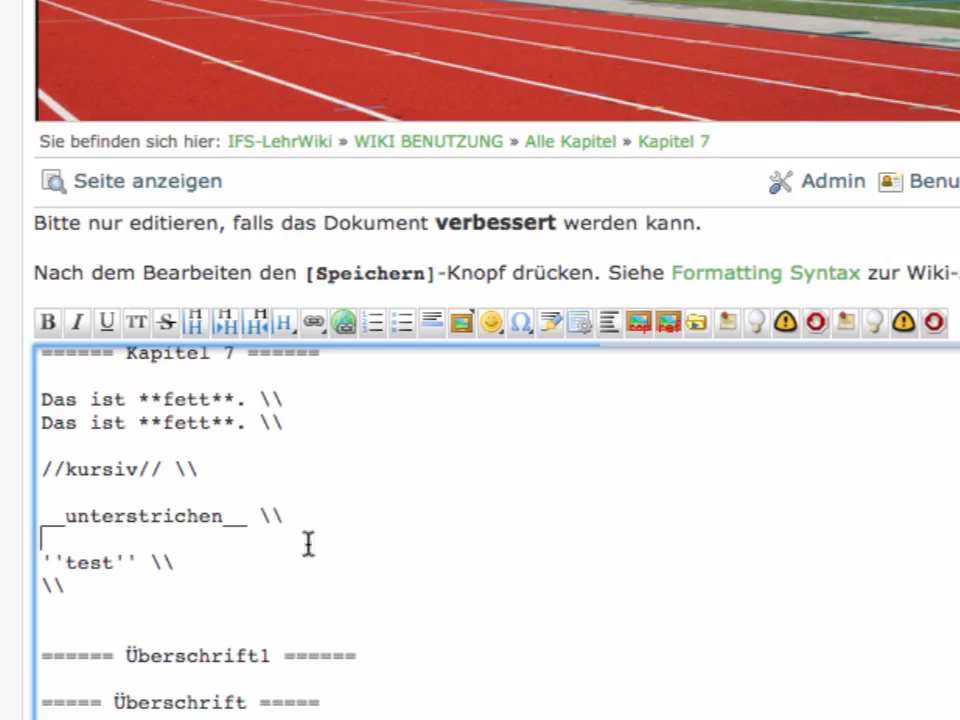 Sie befinden sich hier: IFS-LehrWiki » WIKI BENUTZUNG » Alle Kapitel » Kapitel 7
Seite anzeigen Admin Benu
Bitte nur editieren, falls das Dokument verbessert werden kann.
Nach dem Bearbeiten den [Speichern]-Knopf drücken. Siehe Formatting Syntax zur Wiki-
B I U TT S
====== Kapitel 7 ======
Das ist **fett**. \\
Das ist **fett**. \\
//kursiv// \\
__unterstrichen__ \\
''test'' \\
\\
====== Überschrift1 ======
===== Überschrift =====